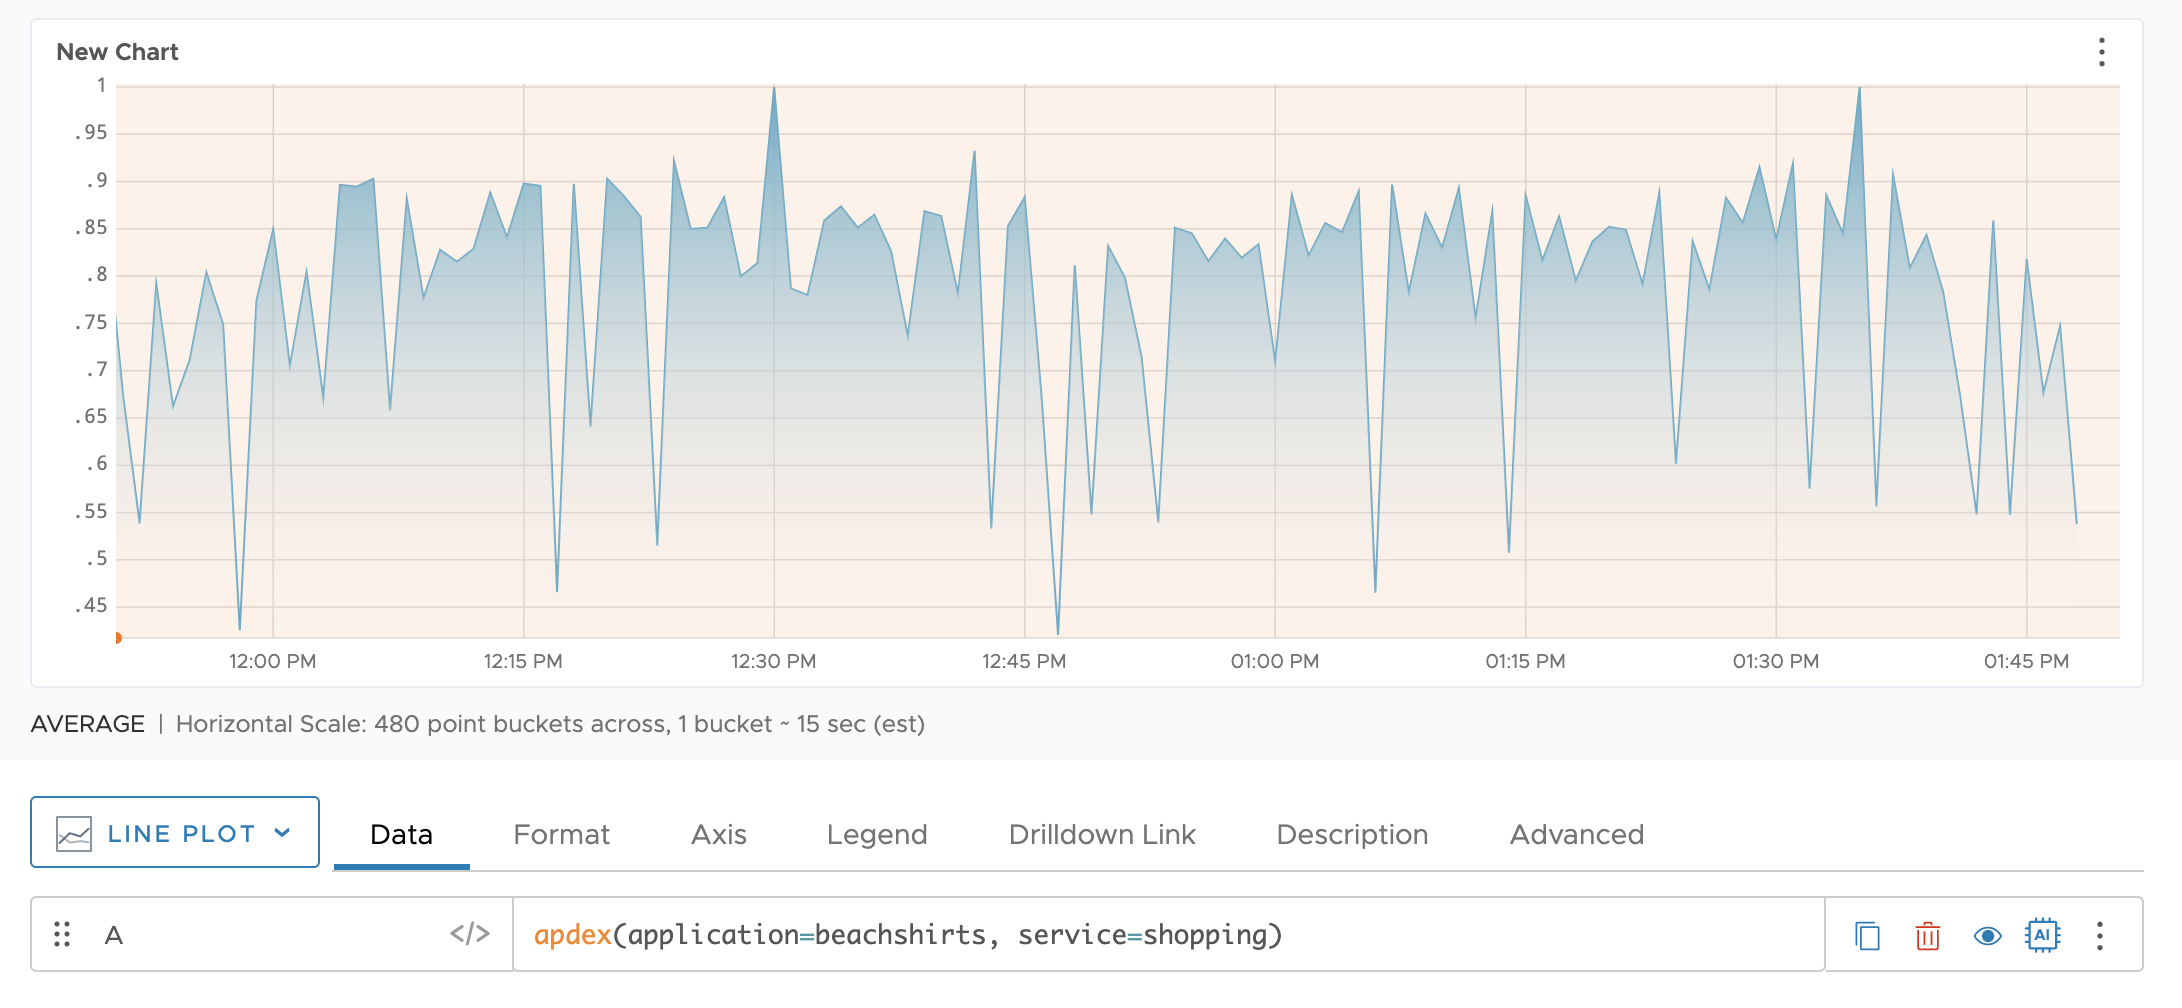 New Chart
1
.95
.9
.85
.8
.75
.7
.65
.6
.55
.5
.45
12:00 PM 12:15 PM 12:30 PM 12:45 PM 01:00 PM 01:15 PM 01:30 PM 01:45 PM
AVERAGE | Horizontal Scale: 480 point buckets across, 1 bucket ~ 15 sec (est)
LINE PLOT Data Format Axis Legend Drilldown Link Description Advanced
A </> apdex(application=beachshirts, service=shopping) AI